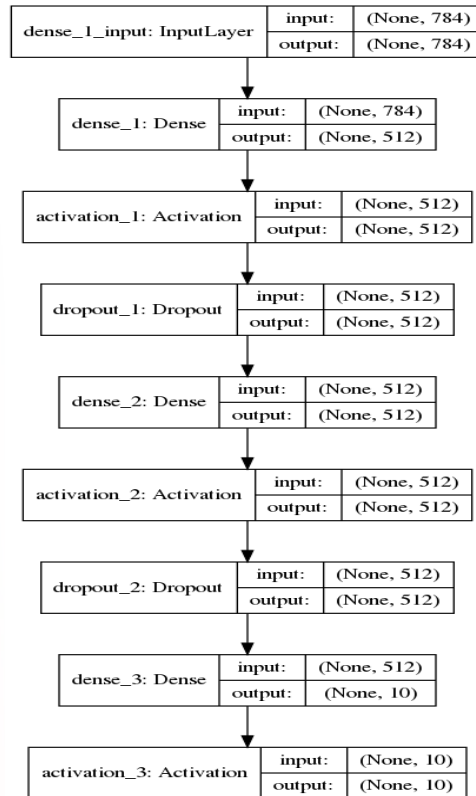 dense_1_input: InputLayer
input: (None, 784)
output: (None, 784)
dense_1: Dense
input: (None, 784)
output: (None, 512)
activation_1: Activation
input: (None, 512)
output: (None, 512)
dropout_1: Dropout
input: (None, 512)
output: (None, 512)
dense_2: Dense
input: (None, 512)
output: (None, 512)
activation_2: Activation
input: (None, 512)
output: (None, 512)
dropout_2: Dropout
input: (None, 512)
output: (None, 512)
dense_3: Dense
input: (None, 512)
output: (None, 10)
activation_3: Activation
input: (None, 10)
output: (None, 10)